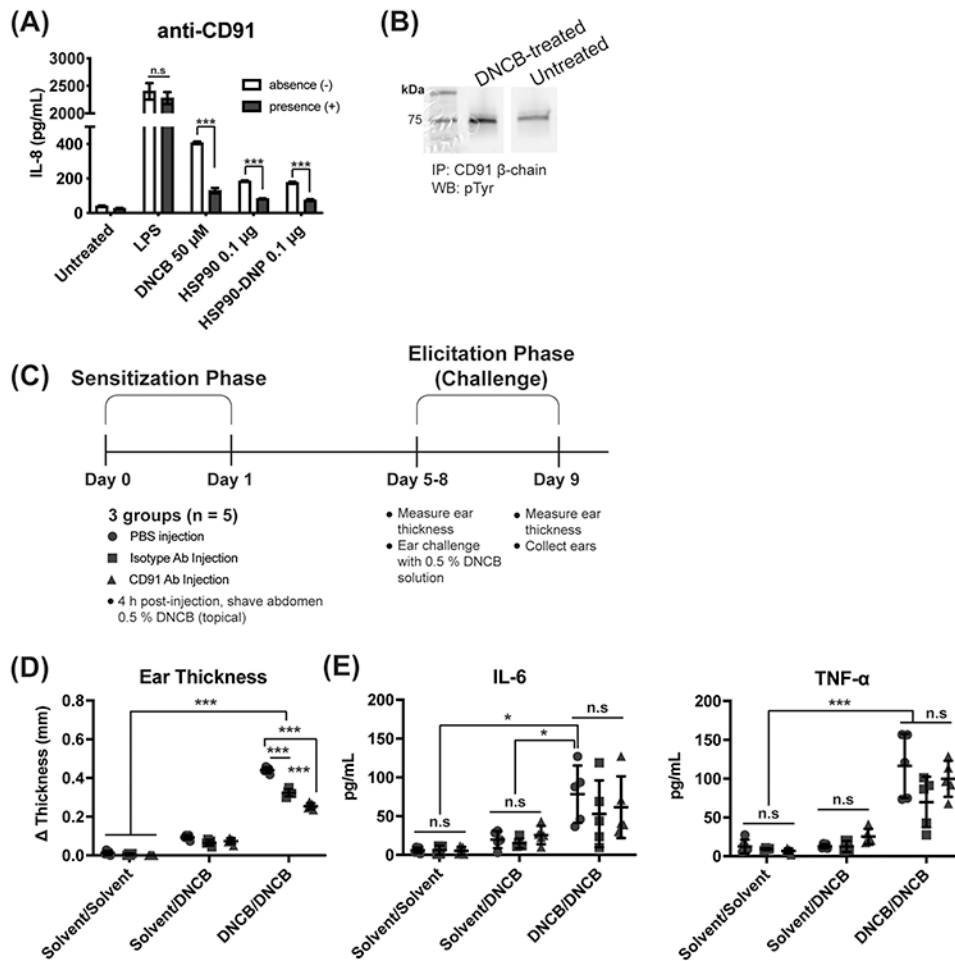 (A)
anti-CD91
3000
2500
2000
400
200
0
IL-8 (pg/mL)
n.s
***
***
***
absence (-)
presence (+)
Untreated
LPS
DNCB 50 µM
HSP90 0.1 µg
HSP90-DNP 0.1 µg
(B)
DNCB-treated
Untreated
kDa
75
IP: CD91 β-chain
WB: pTyr
(C)
Sensitization Phase
Elicitation Phase
(Challenge)
Day 0
Day 1
Day 5-8
Day 9
3 groups (n = 5)
PBS injection
Isotype Ab Injection
CD91 Ab Injection
• 4 h post-injection, shave abdomen
0.5 % DNCB (topical)
• Measure ear
thickness
• Ear challenge
with 0.5 % DNCB
solution
• Measure ear
thickness
• Collect ears
(D)
Ear Thickness
Δ Thickness (mm)
0.8
0.6
0.4
0.2
0.0
***
***
***
***
Solvent/Solvent
Solvent/DNCB
DNCB/DNCB
(E)
IL-6
pg/mL
200
150
100
50
0
n.s
*
*
n.s
n.s
Solvent/Solvent
Solvent/DNCB
DNCB/DNCB
TNF-α
pg/mL
200
150
100
50
0
***
n.s
n.s
n.s
Solvent/Solvent
Solvent/DNCB
DNCB/DNCB